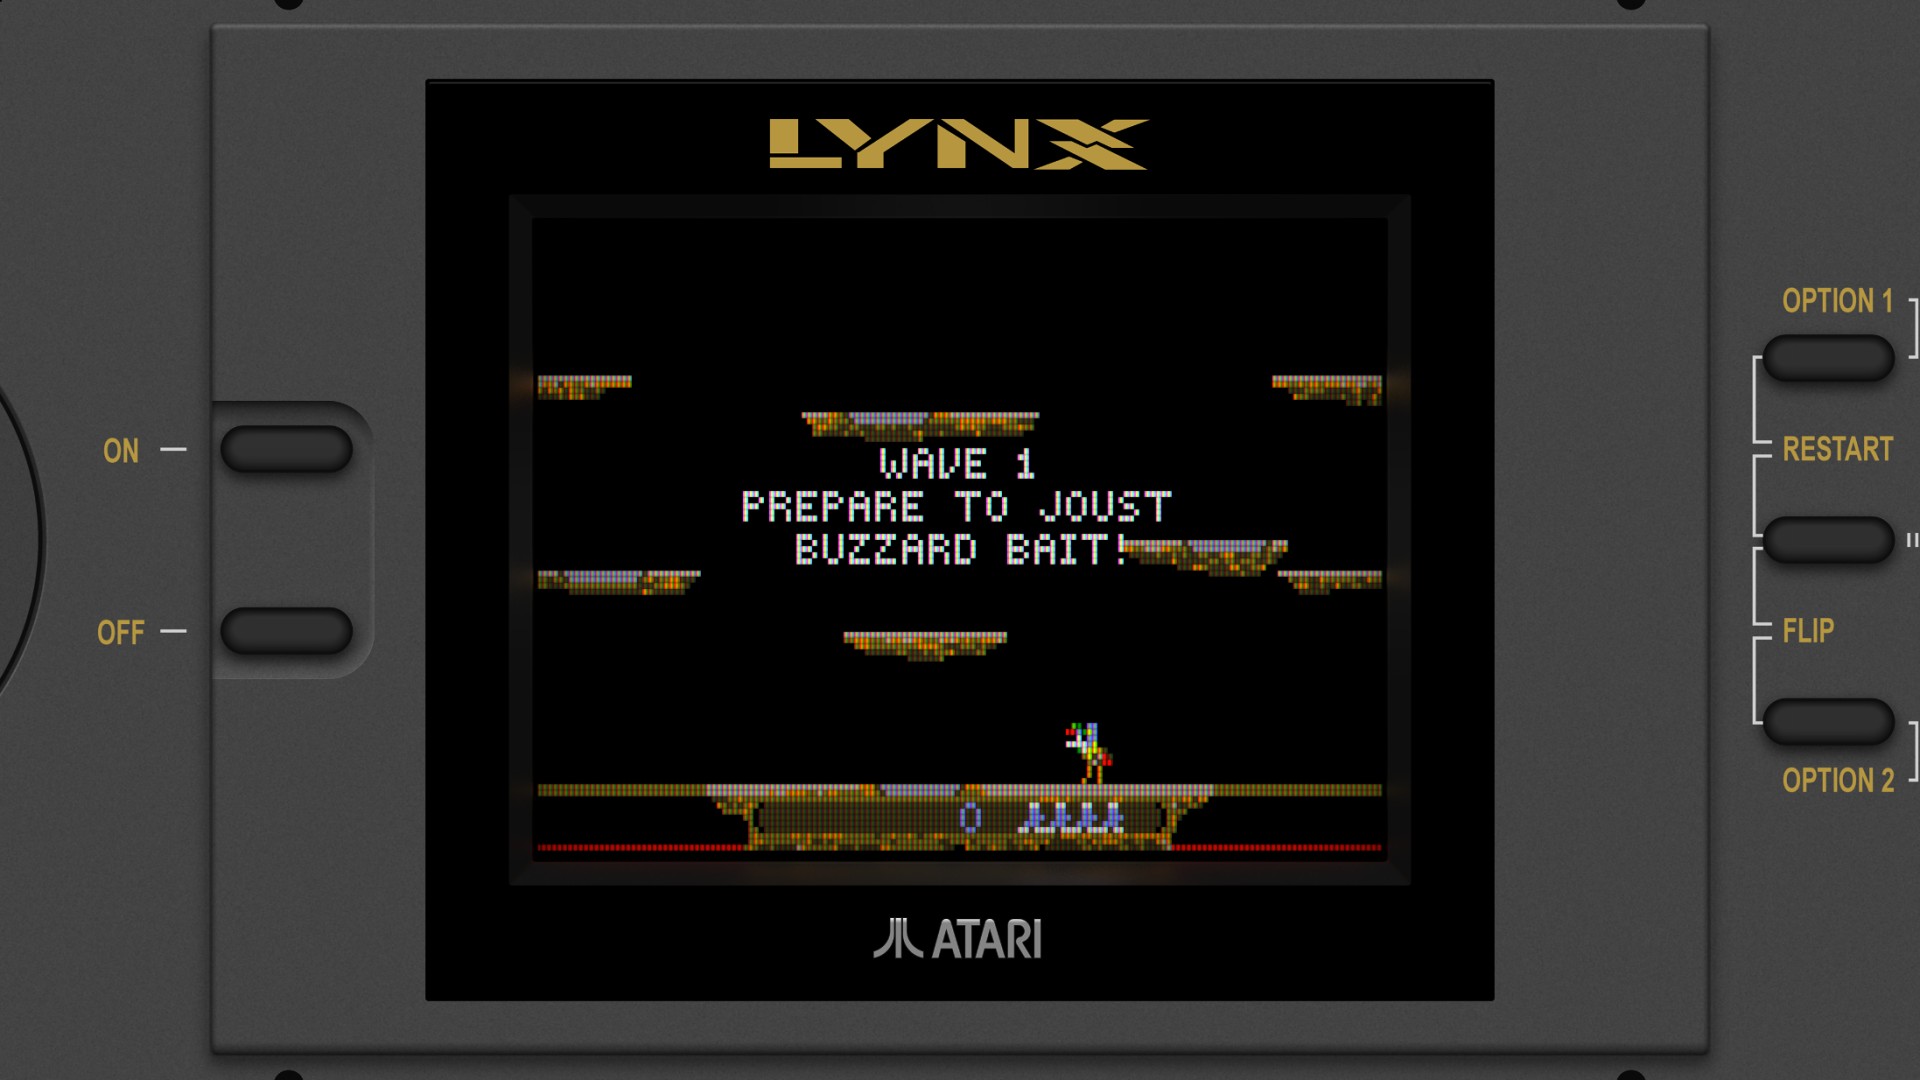 LYNX
OPTION 1
ON
RESTART
WAVE 1
PREPARE TO JOUST
BUZZARD BAIT!
OFF
FLIP
OPTION 2
0
ATARI